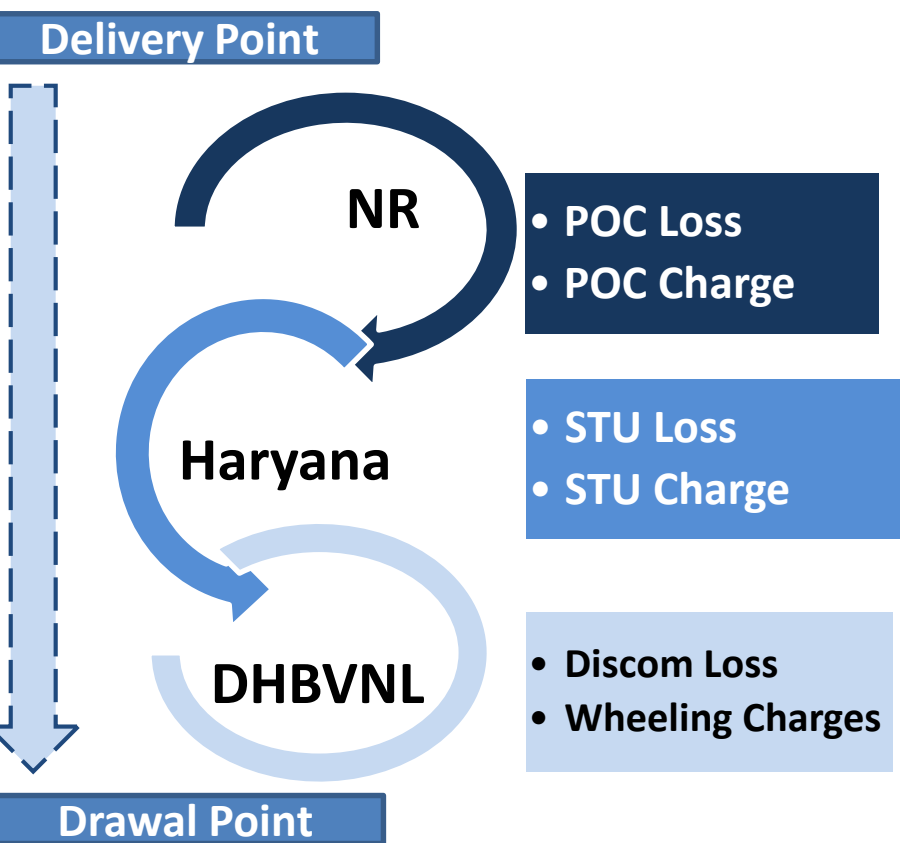 Delivery Point
NR
• POC Loss
• POC Charge
Haryana
• STU Loss
• STU Charge
DHBVNL
• Discom Loss
• Wheeling Charges
Drawal Point